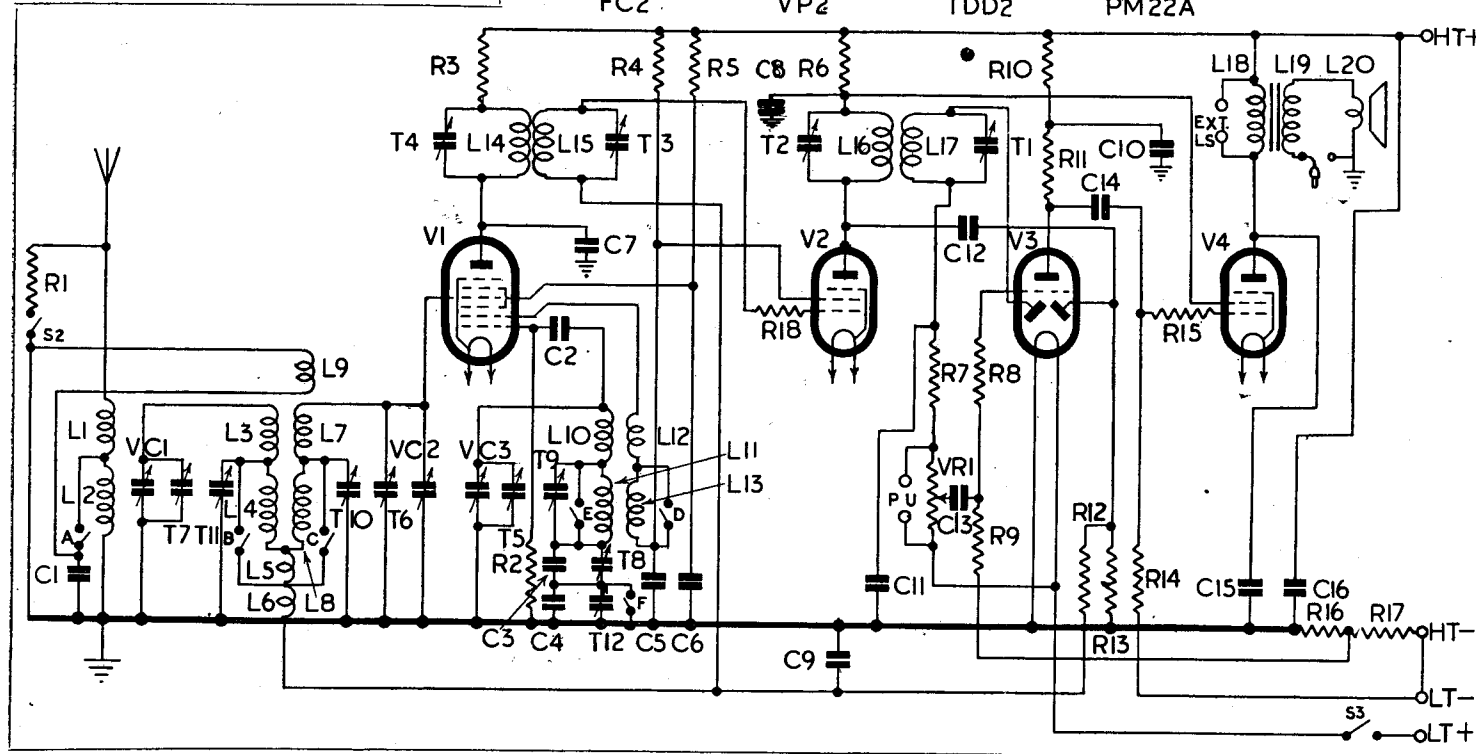 FC2 VP2 TDD2 PM22A
HT+
R3 R4 R5 C8 R6 R10 L18 L19 L20
EXT. LS
T4 L14 L15 T13 T2 L16 L17 T1 R11 C10
C14
V1 C7 V2 C12 V3 V4
R1
S2
R18 R15
C2
L9 R7 R8
L1 VC1 L3 L7 VC2 VC3 L10 T9 L12 L11
L13
L2 L4 PU VR1 C13
A T7 T11 B C T10 T6 T5 E D R12
R2 T8 R9
C1 L5 L6 L8 F C11 R14 C15 C16
R16 R17
C3 C4 T12 C5 C6 R13 HT-
C9
LT-
S3 LT+